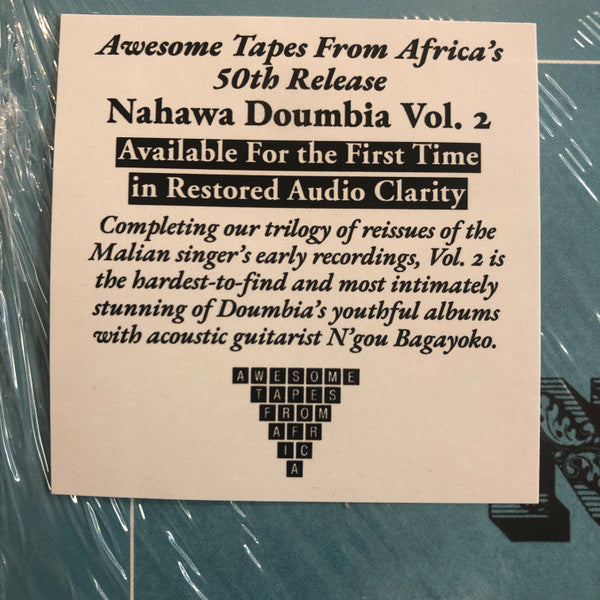 Awesome Tapes From Africa's
50th Release
Nahawa Doumbia Vol. 2
Available For the First Time
in Restored Audio Clarity
Completing our trilogy of reissues of the
Malian singer's early recordings, Vol. 2 is
the hardest-to-find and most intimately
stunning of Doumbia's youthful albums
with acoustic guitarist N'gou Bagayoko.
AWESOME
TAPES
FROM
AFR
IC
A
N